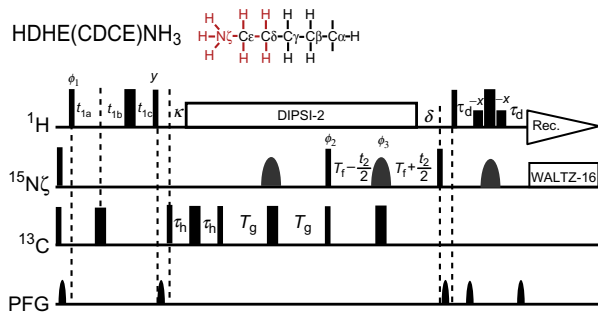 HDHE(CDCE)NH₃
H H H H H
H–Nζ–Cε–Cδ–Cγ–Cβ–Cα–H
H H H H H
ϕ₁ y
¹H t₁ₐ t₁b t₁c κ DIPSI-2 δ τd –x –x τd Rec.
ϕ₂ ϕ₃
¹⁵Nζ Tf – t₂/2 Tf + t₂/2 WALTZ-16
¹³C τh τh Tg Tg
PFG